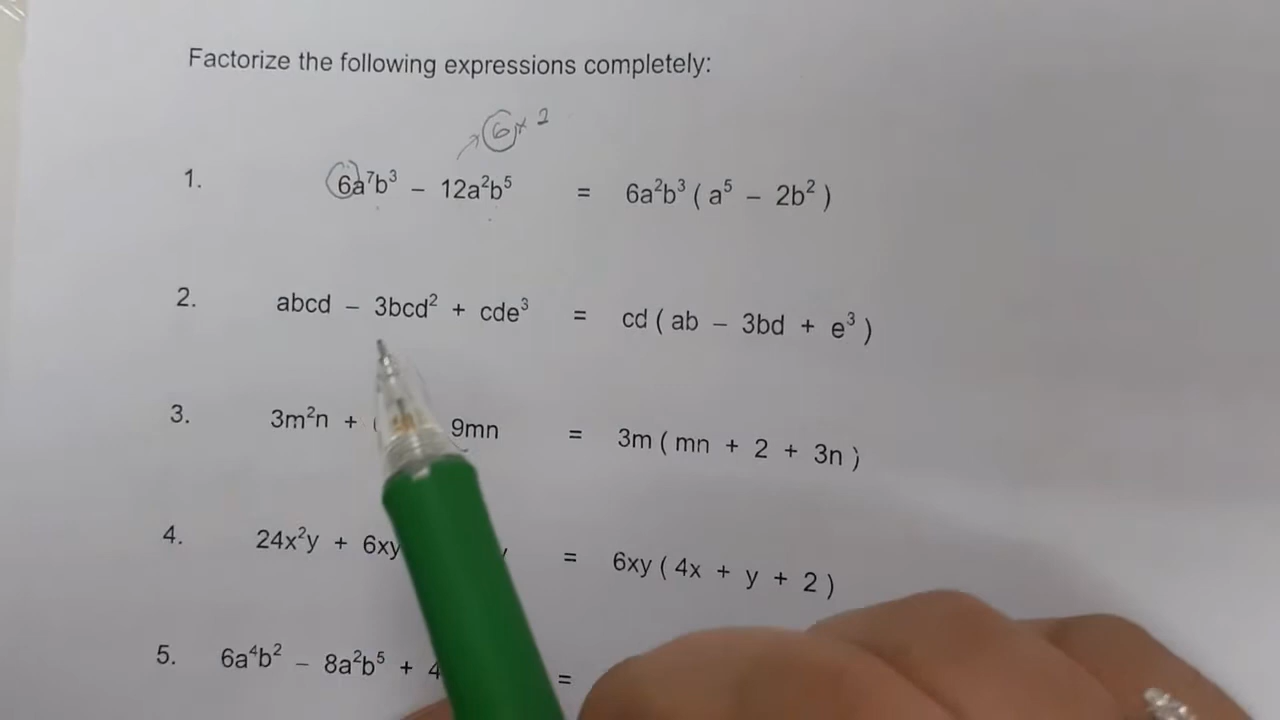 Factorize the following expressions completely:
6 × 2
1. 6a⁷b³ − 12a²b⁵ = 6a²b³ ( a⁵ − 2b² )
2. abcd − 3bcd² + cde³ = cd ( ab − 3bd + e³ )
3. 3m²n + 9mn = 3m ( mn + 2 + 3n )
4. 24x²y + 6xy = 6xy ( 4x + y + 2 )
5. 6a⁴b² − 8a²b⁵ + 4 =